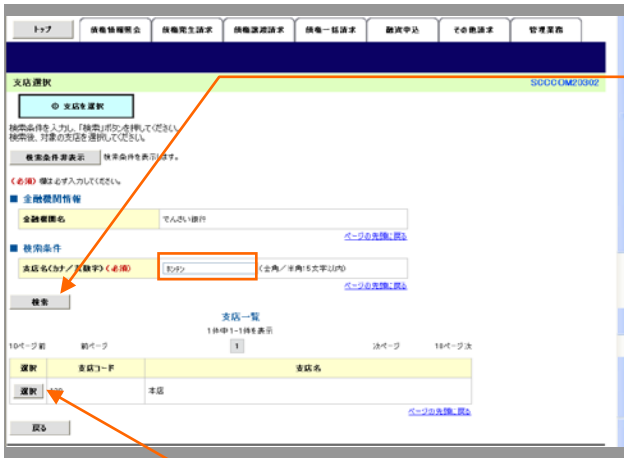 トップ 債権情報照会 債権発生請求 債権譲渡請求 債権一括請求 融資申込 その他請求 管理業務
支店選択 SCCCOM20302
① 支店を選択
検索条件を入力し、「検索」ボタンを押してください。
検索後、対象の支店を選択してください。
検索条件非表示 検索条件を表示します。
(必須)欄は必ず入力してください。
■ 金融機関情報
金融機関名 でんさい銀行
ページの先頭に戻る
■ 検索条件
支店名(カナ/英数字)(必須) (全角/半角15文字以内)
ページの先頭に戻る
検索
支店一覧
1件中1-1件を表示
10ページ前 前ページ 1 次ページ 10ページ次
選択 支店コード 支店名
選択 本店
ページの先頭に戻る
戻る